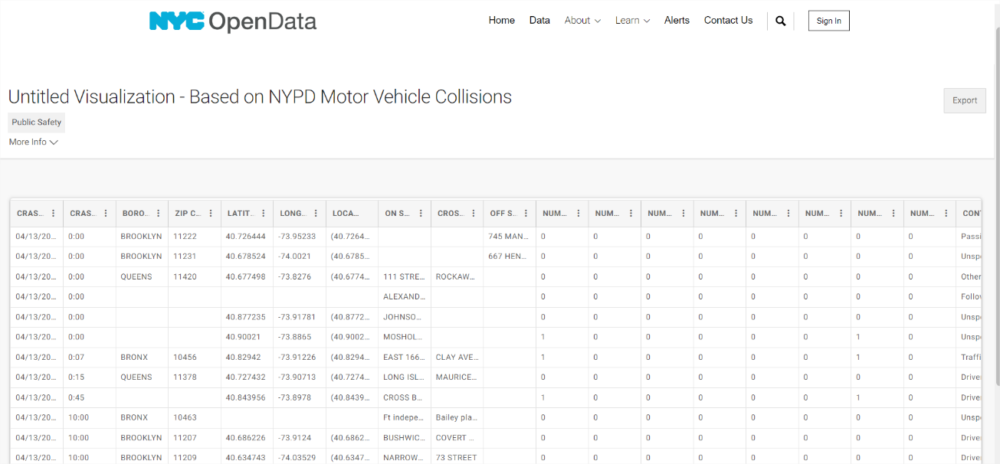 NYC OpenData
Home Data About Learn Alerts Contact Us Sign In
Untitled Visualization - Based on NYPD Motor Vehicle Collisions
Export
Public Safety
More Info
CRAS... CRAS... BORO... ZIP C... LATIT... LONG... LOCA... ON S... CROS... OFF S... NUM... NUM... NUM... NUM... NUM... NUM... NUM... NUM... CONT
04/13/20... 0:00 BROOKLYN 11222 40.726444 -73.95233 (40.7264... 745 MAN... 0 0 0 0 0 0 0 0 Passi
04/13/20... 0:00 BROOKLYN 11231 40.678524 -74.0021 (40.6785... 667 HEN... 0 0 0 0 0 0 0 0 Unsp
04/13/20... 0:00 QUEENS 11420 40.677498 -73.8276 (40.6774... 111 STRE... ROCKAW... 0 0 0 0 0 0 0 0 Other
04/13/20... 0:00 ALEXAND... 0 0 0 0 0 0 0 0 Follov
04/13/20... 0:00 40.877235 -73.91781 (40.8772... JOHNSO... 0 0 0 0 0 0 0 0 Unsp
04/13/20... 0:00 40.90021 -73.8865 (40.9002... MOSHOL... 1 0 0 0 0 0 1 0 Unsp
04/13/20... 0:07 BRONX 10456 40.82942 -73.91226 (40.8294... EAST 166... CLAY AVE... 1 0 0 0 0 0 1 0 Traffi
04/13/20... 0:15 QUEENS 11378 40.727432 -73.90713 (40.7274... LONG ISL... MAURICE... 0 0 0 0 0 0 0 0 Drive
04/13/20... 0:45 40.843956 -73.8978 (40.8439... CROSS B... 1 0 0 0 0 0 1 0 Drive
04/13/20... 10:00 BRONX 10463 Ft indepe... Bailey pla... 0 0 0 0 0 0 0 0 Unsp
04/13/20... 10:00 BROOKLYN 11207 40.686226 -73.9124 (40.6862... BUSHWIC... COVERT ... 0 0 0 0 0 0 0 0 Drive
04/13/20... 10:00 BROOKLYN 11209 40.634743 -74.03529 (40.6347... NARROW... 73 STREET 0 0 0 0 0 0 0 0 Drive